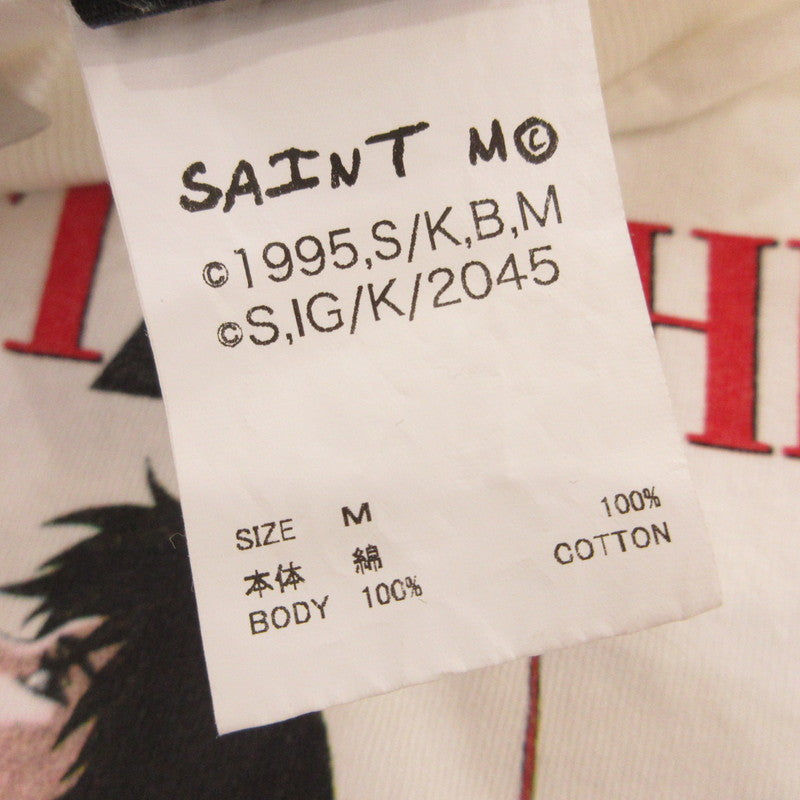 SAINT M©
©1995,S/K,B,M
©S,IG/K/2045
SIZE M
本体 綿 100%
BODY 100% COTTON
H